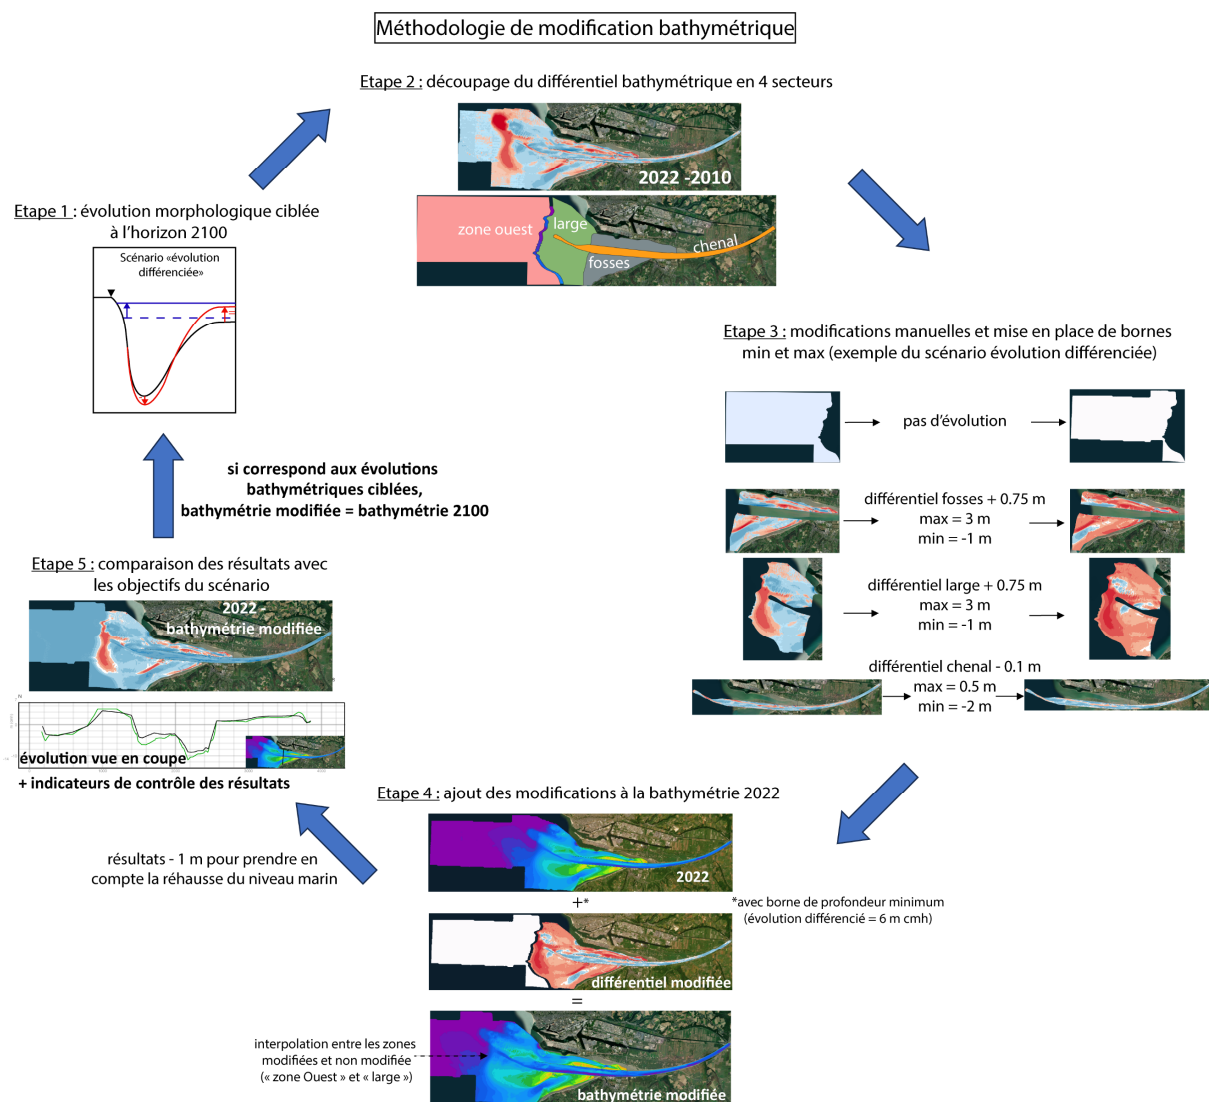 Méthodologie de modification bathymétrique
Etape 2 : découpage du différentiel bathymétrique en 4 secteurs
2022 -2010
zone ouest
large
fosses
chenal
Etape 1 : évolution morphologique ciblée
à l'horizon 2100
Scénario «évolution
différenciée»
Etape 3 : modifications manuelles et mise en place de bornes
min et max (exemple du scénario évolution différenciée)
pas d'évolution
différentiel fosses + 0.75 m
max = 3 m
min = -1 m
différentiel large + 0.75 m
max = 3 m
min = -1 m
différentiel chenal - 0.1 m
max = 0.5 m
min = -2 m
Etape 4 : ajout des modifications à la bathymétrie 2022
2022
+*
*avec borne de profondeur minimum
(évolution différencié = 6 m cmh)
différentiel modifiée
=
interpolation entre les zones
modifiées et non modifiée
(« zone Ouest » et « large »)
bathymétrie modifiée
résultats - 1 m pour prendre en
compte la réhausse du niveau marin
Etape 5 : comparaison des résultats avec
les objectifs du scénario
2022 -
bathymétrie modifiée
évolution vue en coupe
+ indicateurs de contrôle des résultats
si correspond aux évolutions
bathymétriques ciblées,
bathymétrie modifiée = bathymétrie 2100